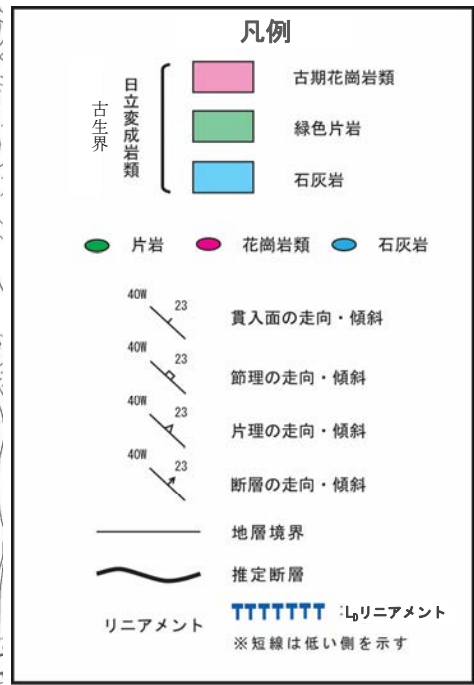 凡例
古生界
日立変成岩類
古期花崗岩類
緑色片岩
石灰岩
片岩 花崗岩類 石灰岩
40W 23 貫入面の走向・傾斜
40W 23 節理の走向・傾斜
40W 23 片理の走向・傾斜
40W 23 断層の走向・傾斜
地層境界
推定断層
リニアメント :LDリニアメント
※短線は低い側を示す